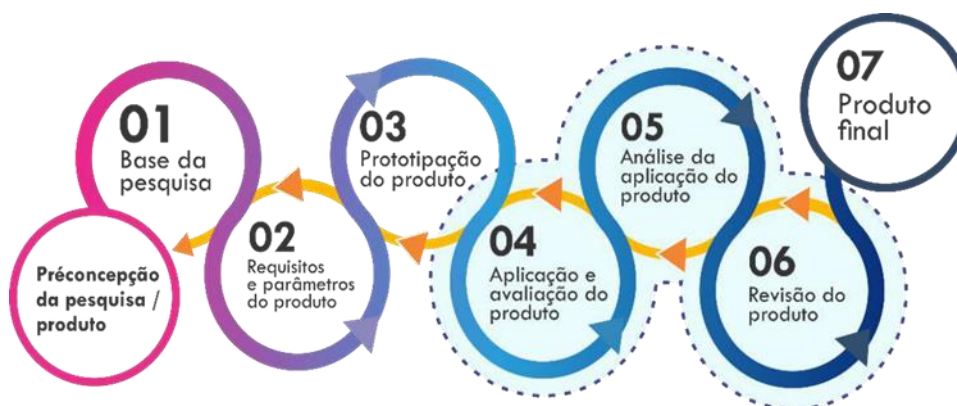 Préconcepção
da pesquisa /
produto
01
Base da
pesquisa
02
Requisitos
e parâmetros
do produto
03
Prototipação
do produto
04
Aplicação e
avaliação do
produto
05
Análise da
aplicação do
produto
06
Revisão do
produto
07
Produto
final